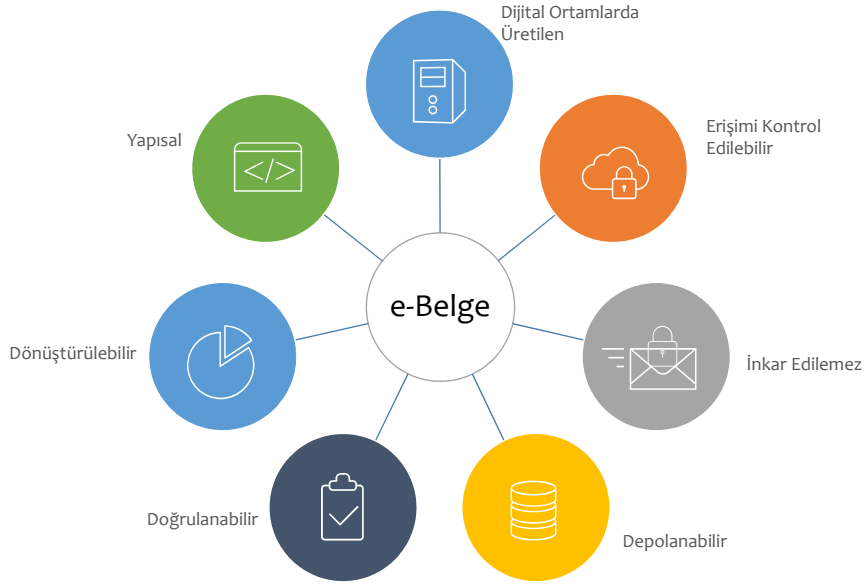 Dijital Ortamlarda
Üretilen
Erişimi Kontrol
Edilebilir
Yapısal
</>
e-Belge
Dönüştürülebilir
İnkar Edilemez
Doğrulanabilir
Depolanabilir